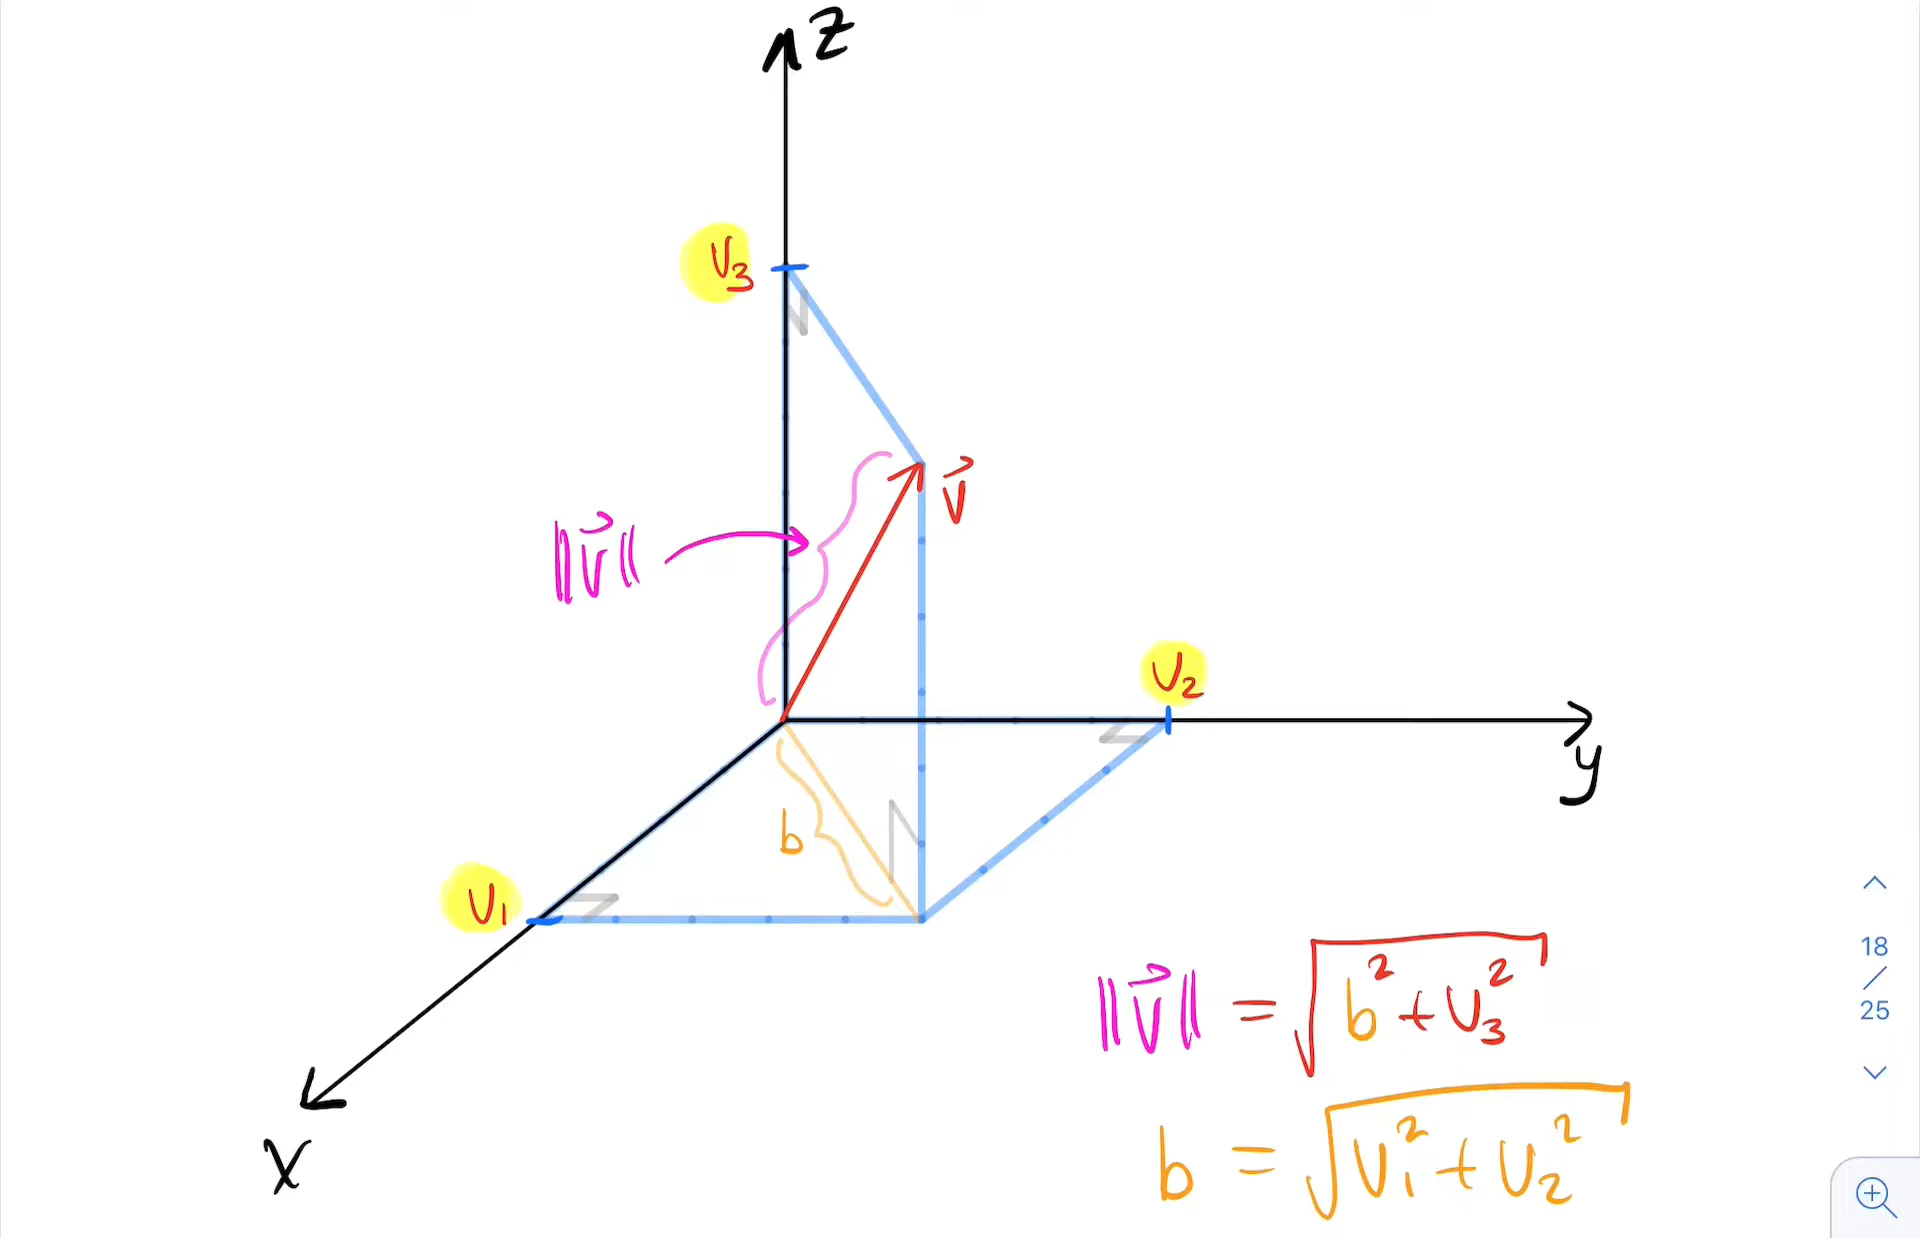 z
v₃
v⃗
‖v⃗‖
v₂
y
b
v₁
18
/
25
‖v⃗‖ = √(b² + v₃²)
x
b = √(v₁² + v₂²)